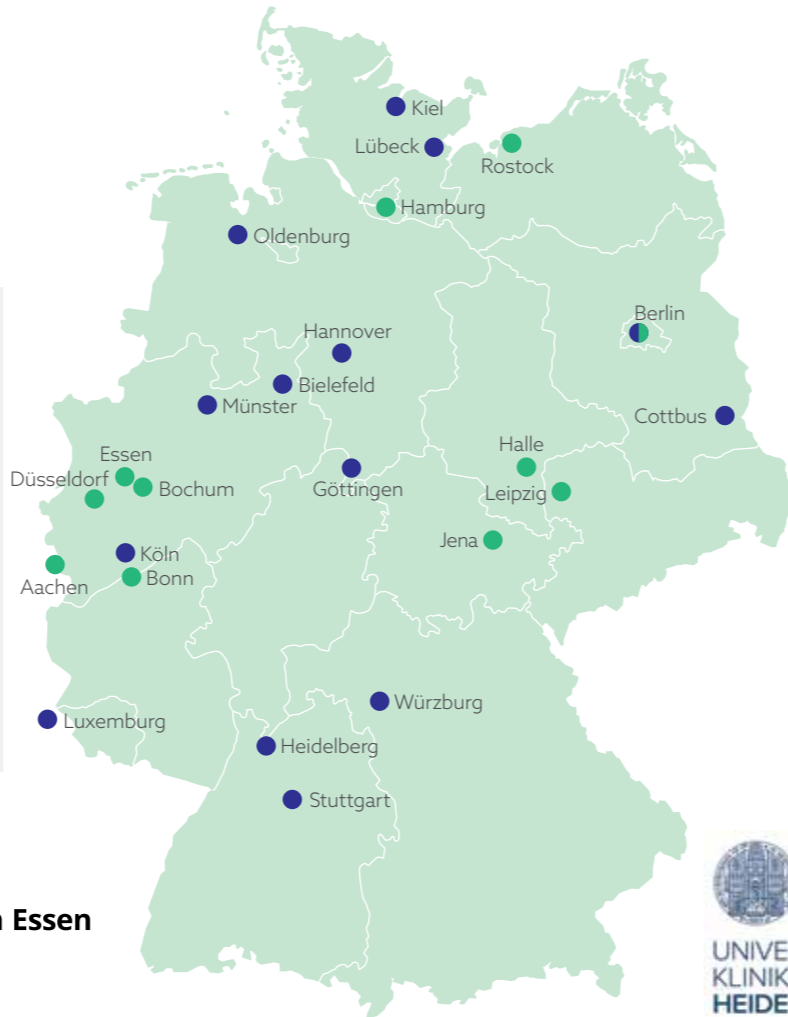 Kiel
Lübeck
Rostock
Hamburg
Oldenburg
Berlin
Hannover
Bielefeld
Münster
Cottbus
Halle
Essen
Düsseldorf
Bochum
Göttingen
Leipzig
Jena
Köln
Bonn
Aachen
Würzburg
Luxemburg
Heidelberg
Stuttgart
Essen
UNIVE
KLINIK
HEIDE